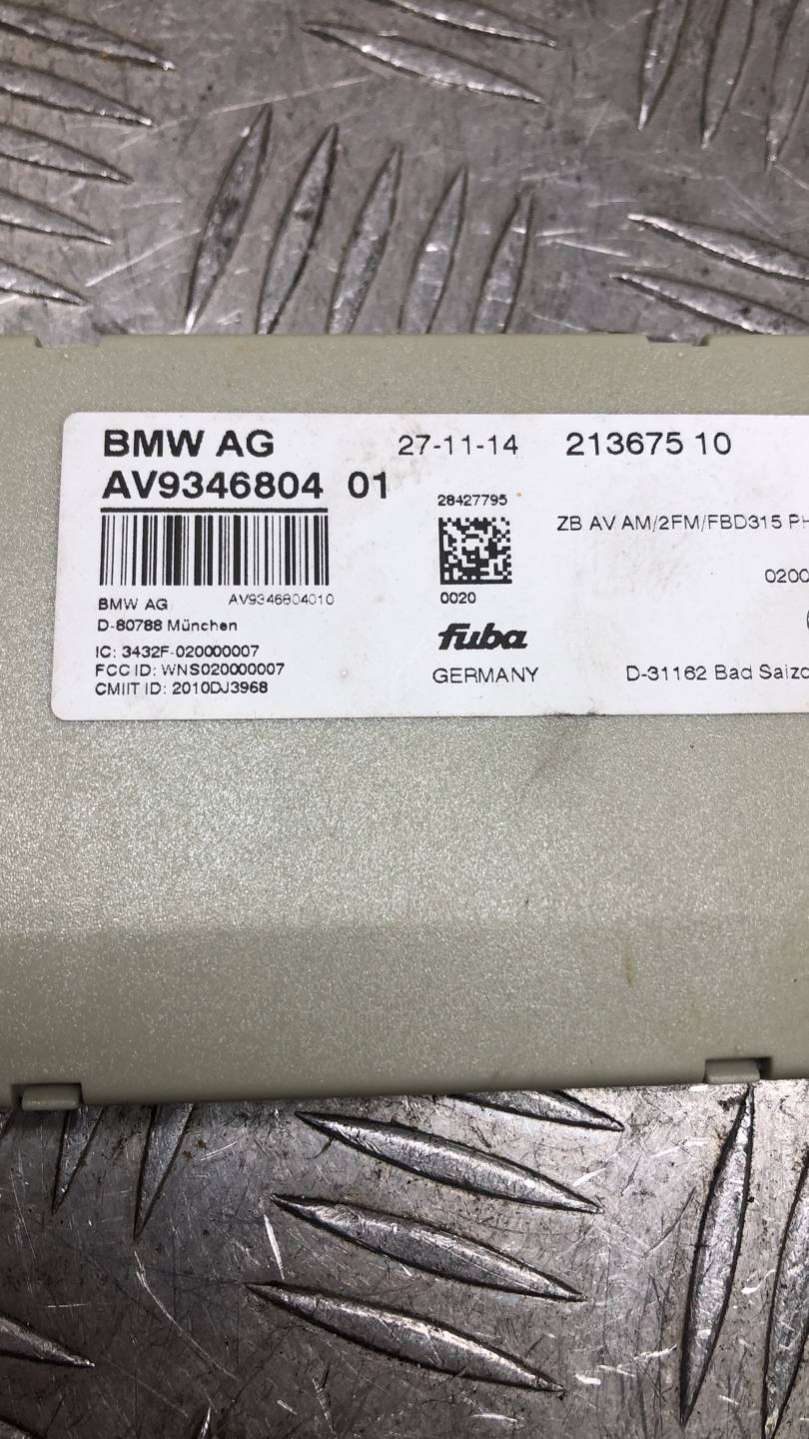 BMW AG 27-11-14 213675 10
AV9346804 01
28427795
ZB AV AM/2FM/FBD315
AV9346804010
BMW AG
0020
D-80788 München
fuba
IC: 3432F-020000007
FCC ID: WNS020000007
GERMANY
D-31162 Bad
CMIIT ID: 2010DJ3968